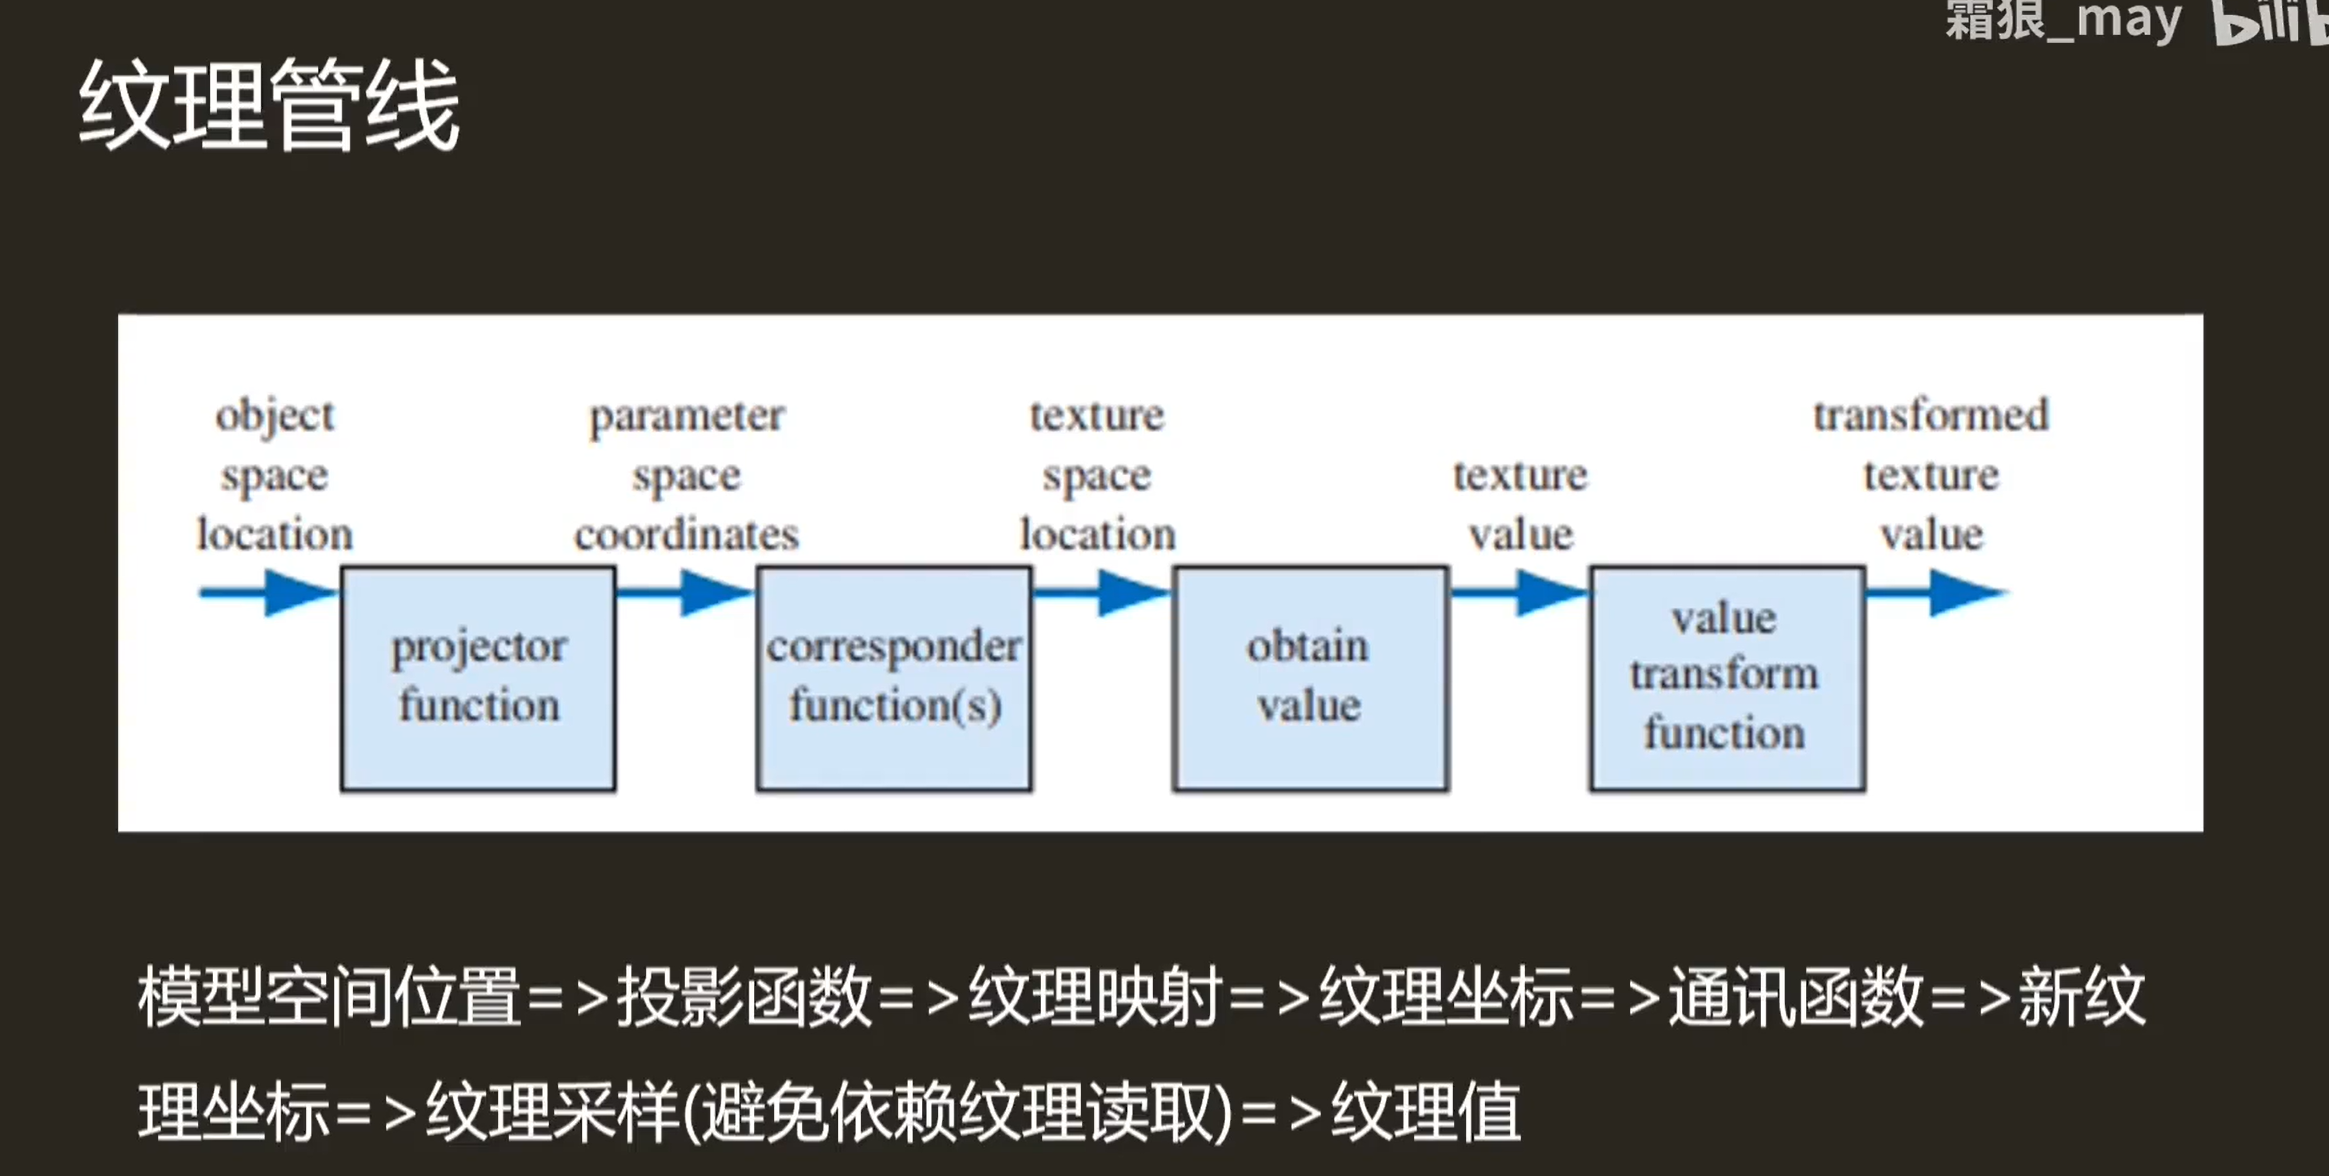 霜狼_may bilib
纹理管线
object space location
parameter space coordinates
texture space location
texture value
transformed texture value
projector function
corresponder function(s)
obtain value
value transform function
模型空间位置=>投影函数=>纹理映射=>纹理坐标=>通讯函数=>新纹
理坐标=>纹理采样(避免依赖纹理读取)=>纹理值